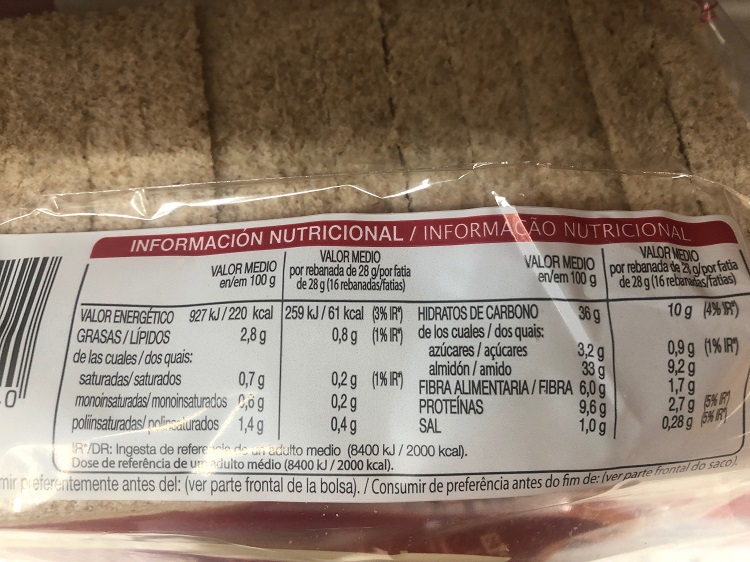 INFORMACIÓN NUTRICIONAL / INFORMAÇÃO NUTRICIONAL
VALOR MEDIO en/em 100 g
VALOR MEDIO por rebanada de 28 g/por fatia de 28 g (16 rebanadas/fatias)
VALOR ENERGÉTICO 927 kJ / 220 kcal 259 kJ / 61 kcal (3% IR*)
GRASAS / LÍPIDOS 2,8 g 0,8 g (1% IR*)
de las cuales / dos quais:
saturadas/ saturados 0,7 g 0,2 g (1% IR*)
monoinsaturadas/ monoinsaturados 0,6 g 0,2 g
poliinsaturadas/ polinsaturados 1,4 g 0,4 g
VALOR MEDIO en/em 100 g
VALOR MEDIO por rebanada de 28 g/por fatia de 28 g (16 rebanadas/fatias)
HIDRATOS DE CARBONO 36 g 10 g (4% IR*)
de los cuales / dos quais:
azúcares / açúcares 3,2 g 0,9 g (1% IR*)
almidón / amido 33 g 9,2 g
FIBRA ALIMENTARIA / FIBRA 6,0 g 1,7 g
PROTEÍNAS 9,6 g 2,7 g (5% IR*)
SAL 1,0 g 0,28 g (5% IR*)
IR*/DR: Ingesta de referencia de un adulto medio (8400 kJ / 2000 kcal).
Dose de referência de um adulto médio (8400 kJ / 2000 kcal).
mir preferentemente antes del: (ver parte frontal de la bolsa). / Consumir de preferência antes do fim de: (ver parte frontal do saco).
0